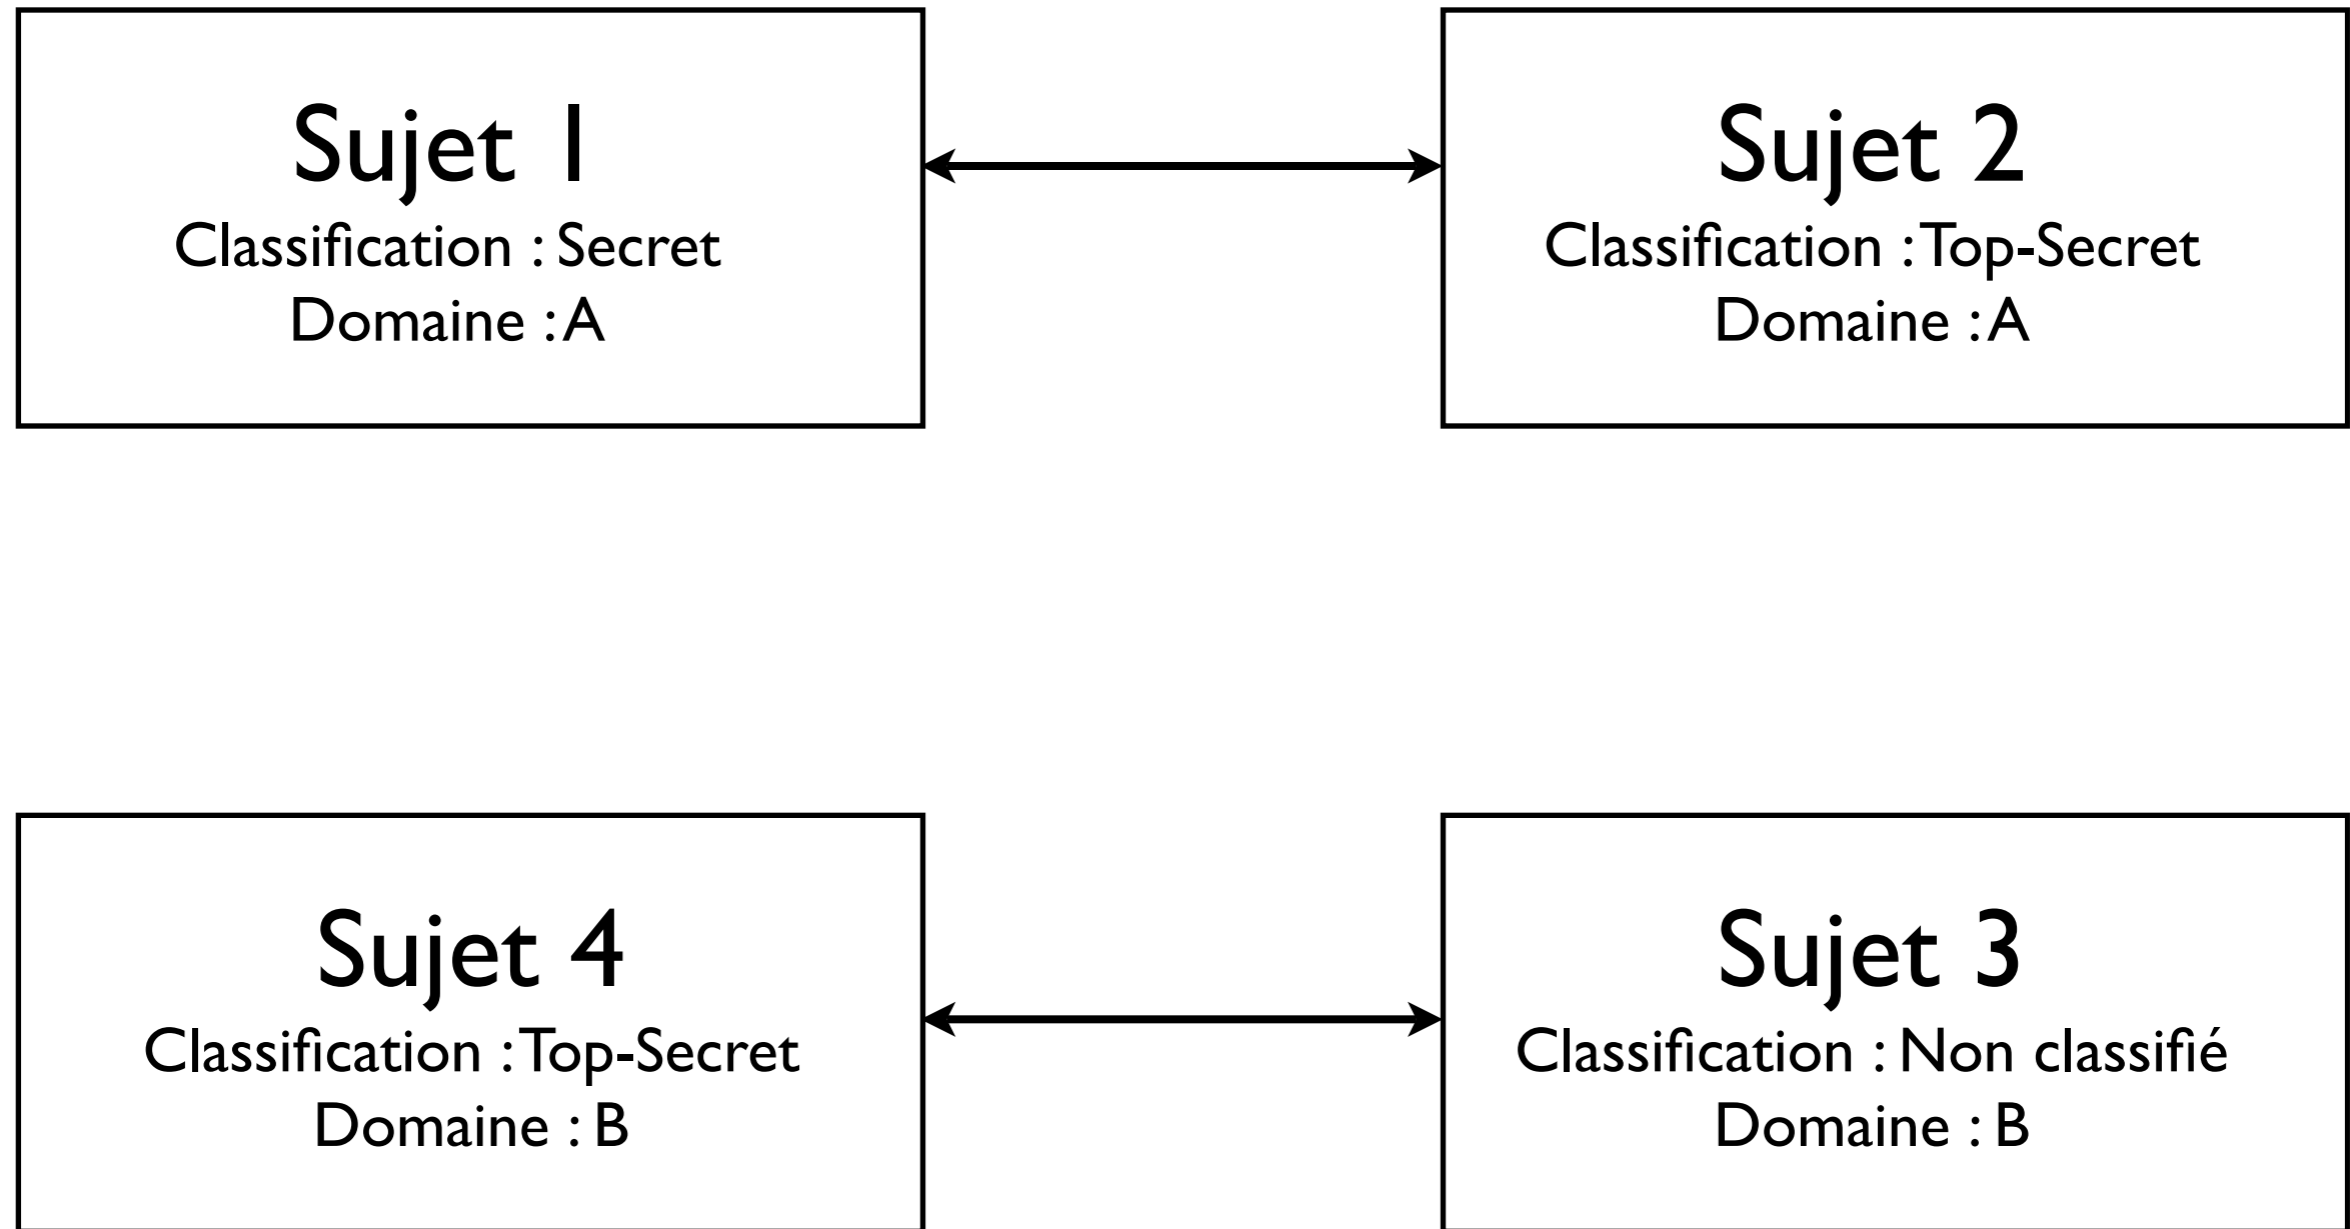 Sujet 1
Classification : Secret
Domaine : A
Sujet 2
Classification : Top-Secret
Domaine : A
Sujet 4
Classification : Top-Secret
Domaine : B
Sujet 3
Classification : Non classifié
Domaine : B